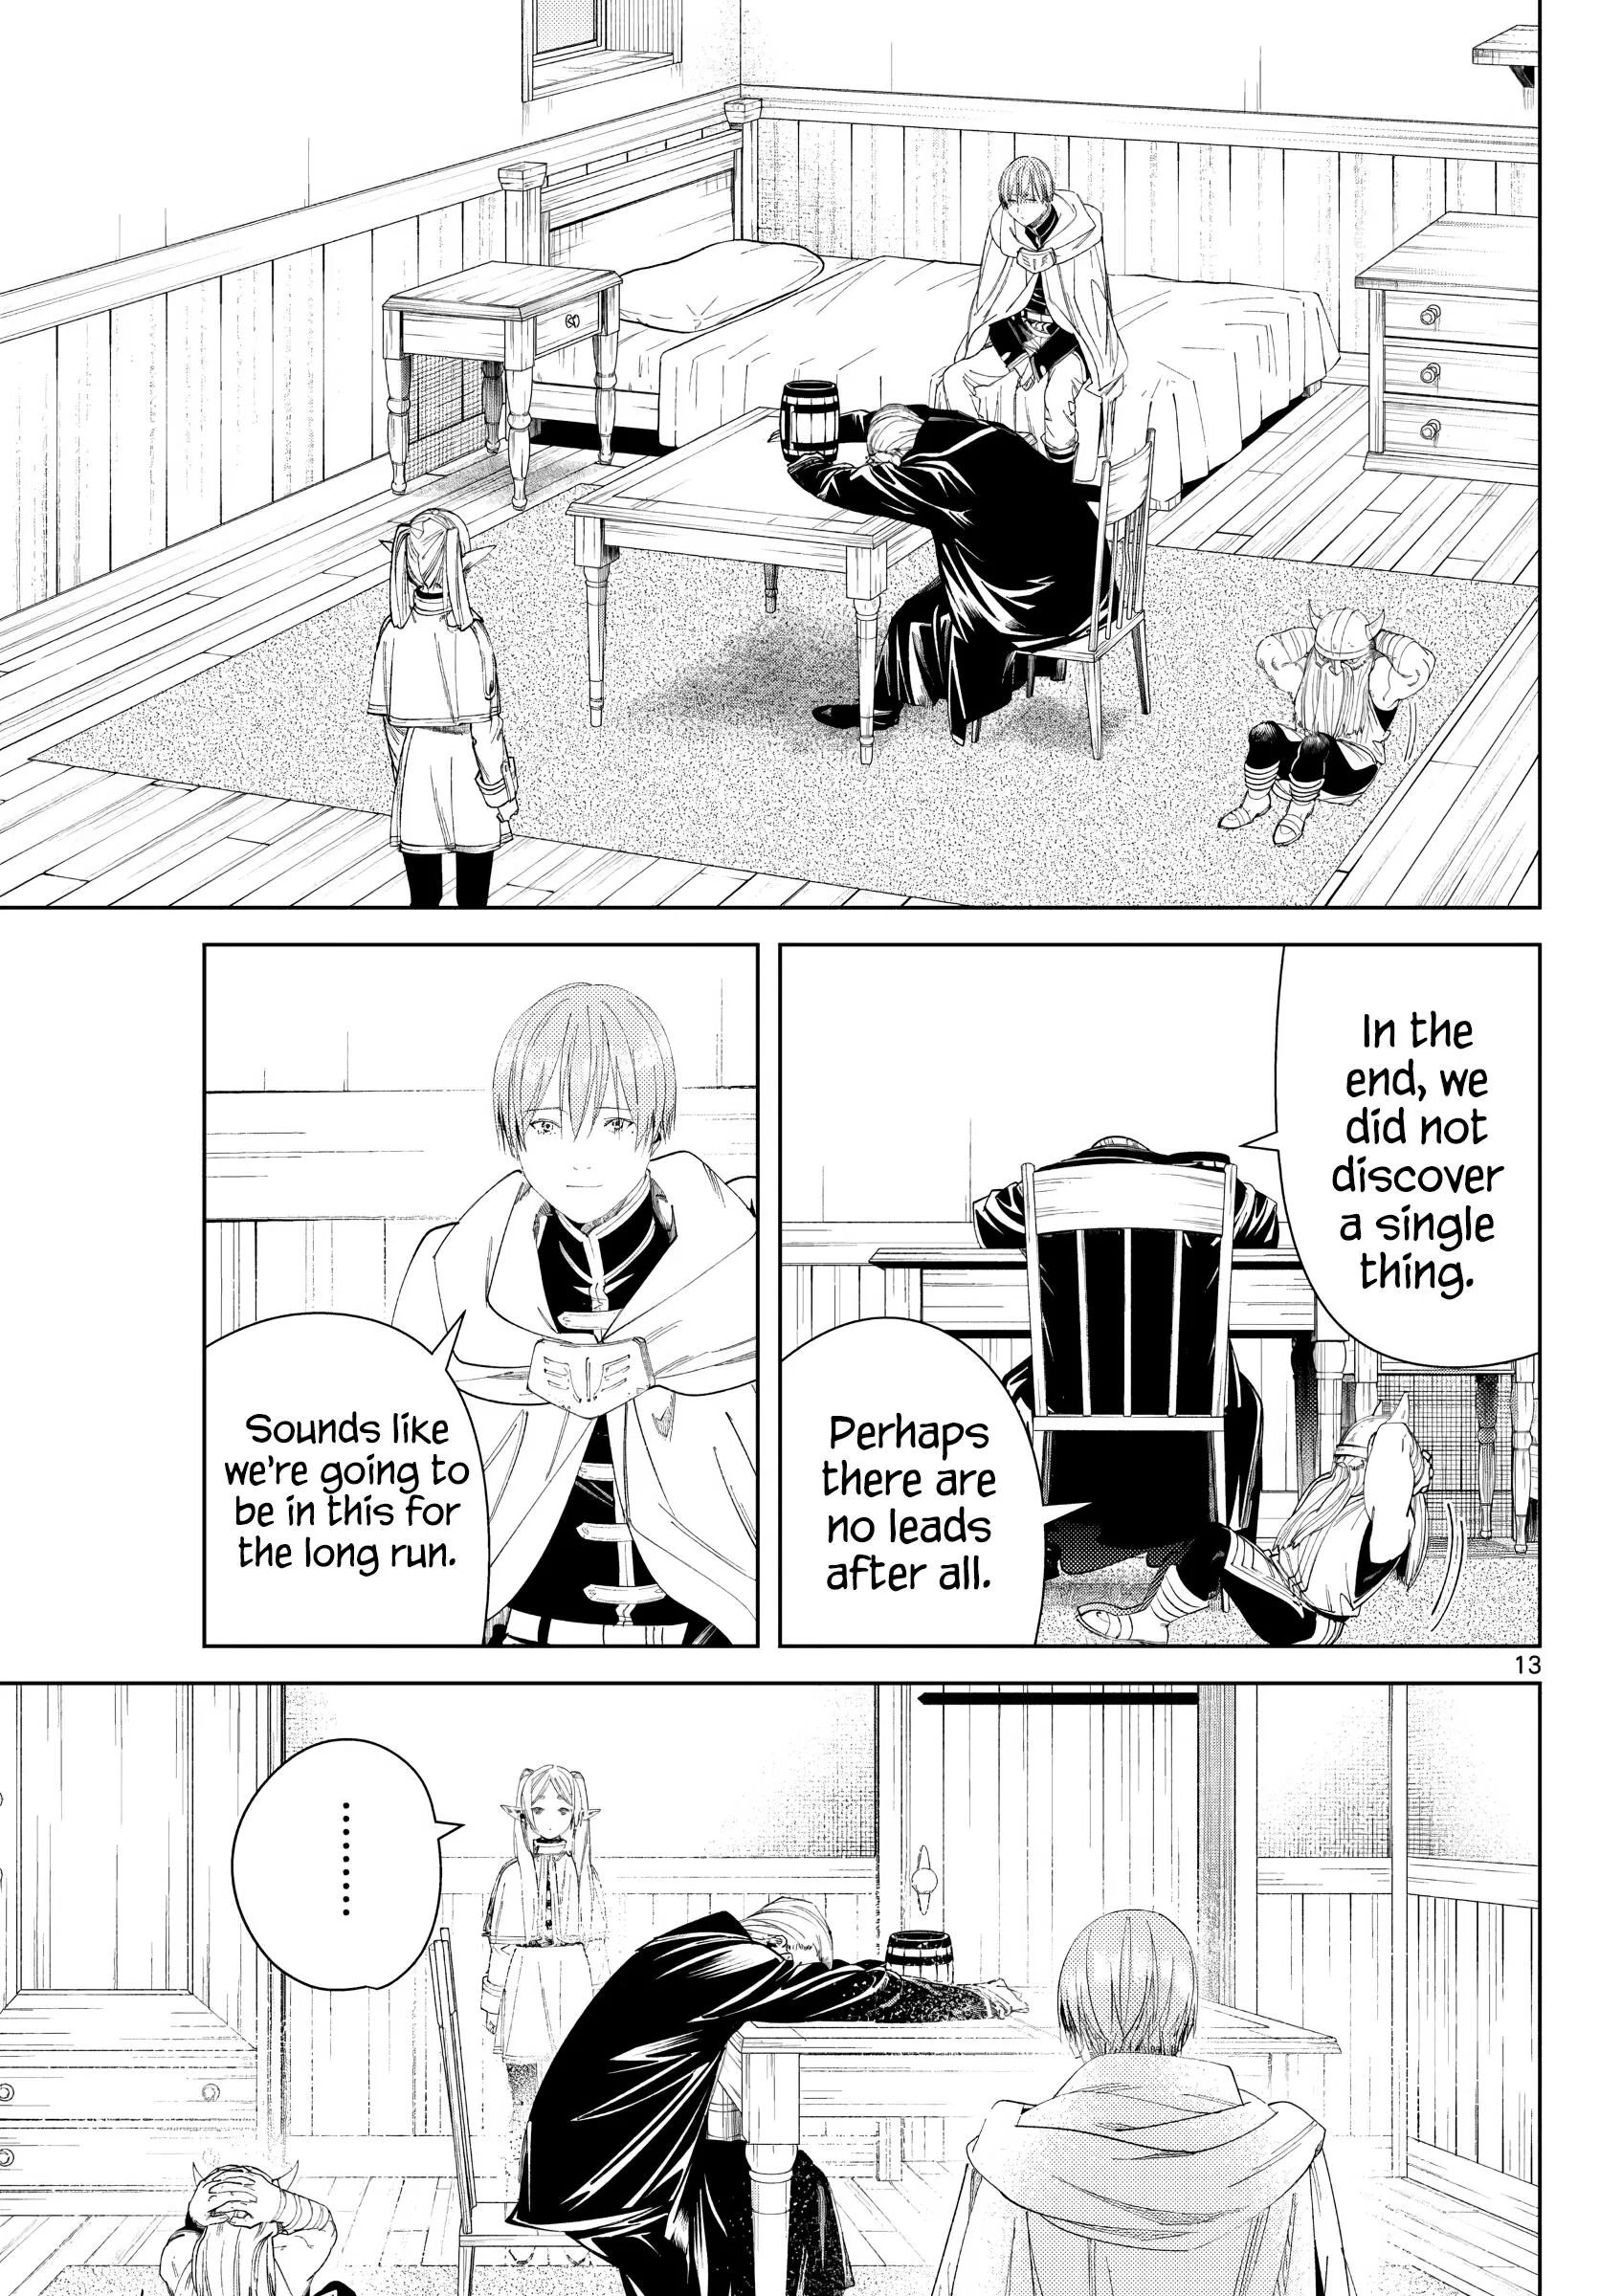 In the
end, we
did not
discover
a single
thing.
Perhaps
there are
no leads
after all.
Sounds like
we're going to
be in this for
the long run.
13
.........